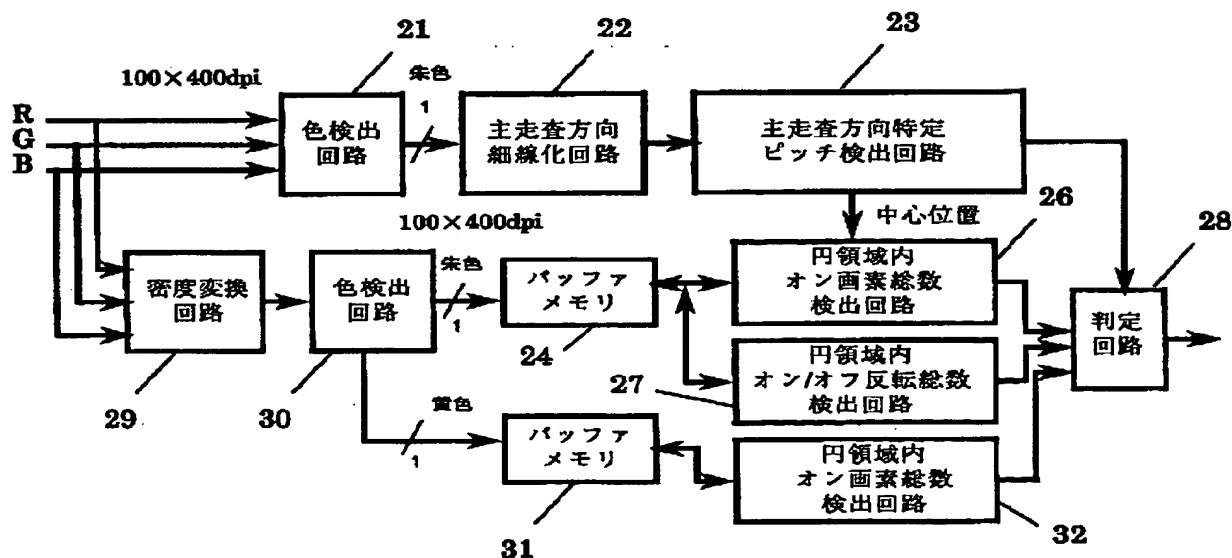 21
22
23
100×400dpi
朱色
1
R
G
B
色検出
回路
主走査方向
細線化回路
主走査方向特定
ピッチ検出回路
100×400dpi
中心位置
26
28
密度変換
回路
色検出
回路
朱色
1
バッファ
メモリ
円領域内
オン画素総数
検出回路
判定
回路
24
円領域内
オン/オフ反転総数
検出回路
27
29
30
黄色
1
バッファ
メモリ
円領域内
オン画素総数
検出回路
31
32